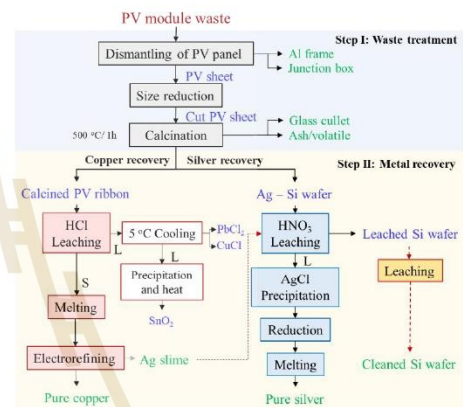 PV module waste
Step I: Waste treatment
Dismantling of PV panel
Al frame
Junction box
PV sheet
Size reduction
Cut PV sheet
500 °C/ 1h
Calcination
Glass cullet
Ash/volatile
Copper recovery
Silver recovery
Step II: Metal recovery
Calcined PV ribbon
Ag – Si wafer
HCl
Leaching
L
5 °C Cooling
PbCl₂
CuCl
HNO₃
Leaching
Leached Si wafer
S
L
L
Precipitation
and heat
AgCl
Precipitation
Leaching
Melting
SnO₂
Reduction
Electrorefining
Ag slime
Melting
Cleaned Si wafer
Pure copper
Pure silver